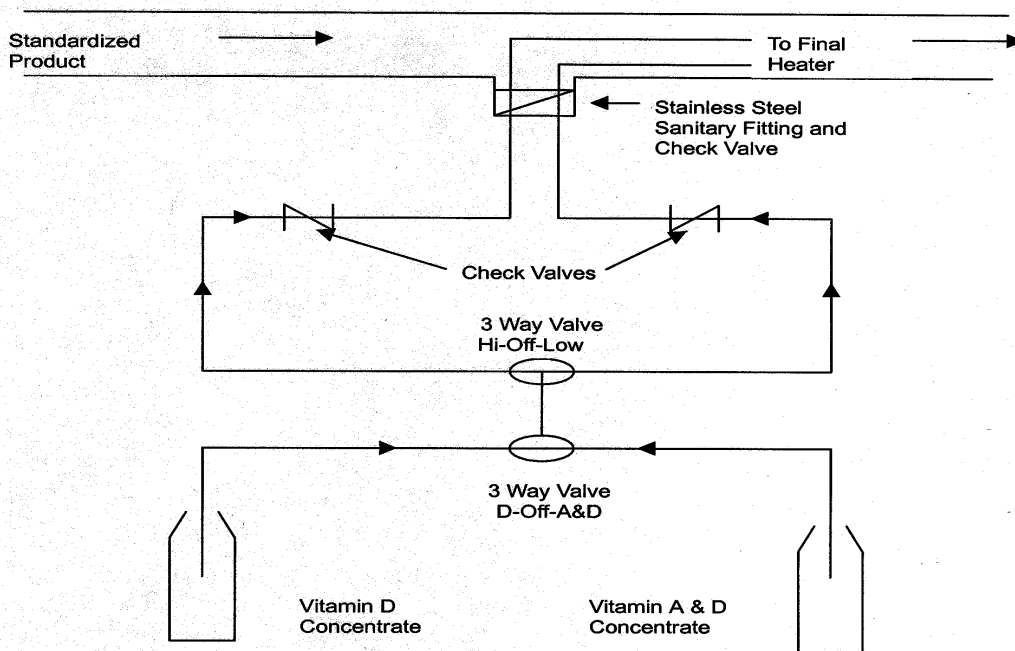 Standardized
Product
To Final
Heater
Stainless Steel
Sanitary Fitting and
Check Valve
Check Valves
3 Way Valve
Hi-Off-Low
3 Way Valve
D-Off-A&D
Vitamin D
Concentrate
Vitamin A & D
Concentrate